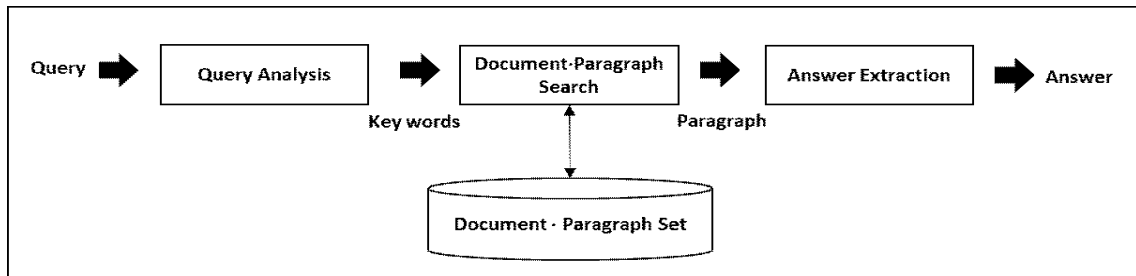 Query
Query Analysis
Key words
Document·Paragraph
Search
Paragraph
Answer Extraction
Answer
Document · Paragraph Set